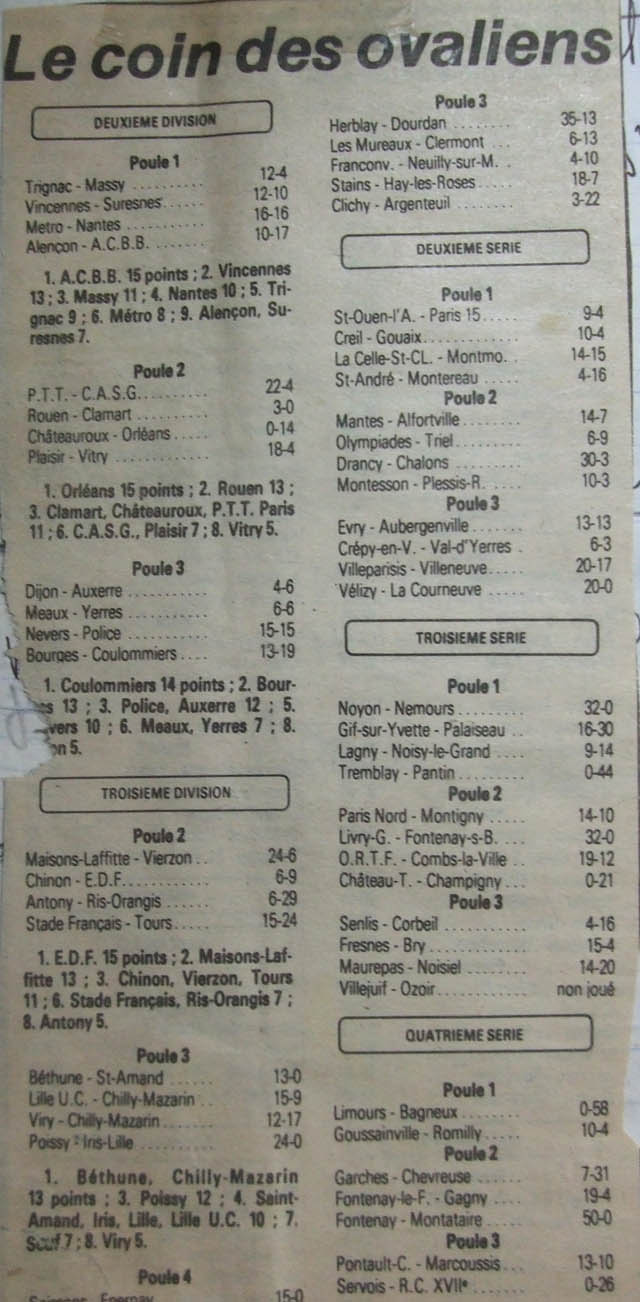 Le coin des ovaliens
DEUXIEME DIVISION
Poule 1
Trignac - Massy .......... 12-4
Vincennes - Suresnes ...... 12-10
Metro - Nantes .......... 16-16
Alençon - A.C.B.B. ....... 10-17
1. A.C.B.B. 15 points ; 2. Vincennes
13 ; 3. Massy 11 ; 4. Nantes 10 ; 5. Tri-
gnac 9 ; 6. Métro 8 ; 9. Alençon, Su-
resnes 7.
Poule 2
P.T.T. - C.A.S.G. ......... 22-4
Rouen - Clamart .......... 3-0
Châteauroux - Orléans ..... 0-14
Plaisir - Vitry ............ 18-4
1. Orléans 15 points ; 2. Rouen 13 ;
3. Clamart, Châteauroux, P.T.T. Paris
11 ; 6. C.A.S.G., Plaisir 7 ; 8. Vitry 5.
Poule 3
Dijon - Auxerre .......... 4-6
Meaux - Yerres ........... 6-6
Nevers - Police ........... 15-15
Bourges - Coulommiers .... 13-19
1. Coulommiers 14 points ; 2. Bour-
es 13 ; 3. Police, Auxerre 12 ; 5.
vers 10 ; 6. Meaux, Yerres 7 ; 8.
on 5.
TROISIEME DIVISION
Poule 2
Maisons-Laffitte - Vierzon .. 24-6
Chinon - E.D.F. .......... 6-9
Antony - Ris-Orangis ...... 6-29
Stade Français - Tours ..... 15-24
1. E.D.F. 15 points ; 2. Maisons-Laf-
fitte 13 ; 3. Chinon, Vierzon, Tours
11 ; 6. Stade Français, Ris-Orangis 7 ;
8. Antony 5.
Poule 3
Béthune - St-Amand ...... 13-0
Lille U.C. - Chilly-Mazarin .. 15-9
Viry - Chilly-Mazarin ....... 12-17
Poissy - Iris-Lille .......... 24-0
1. Béthune, Chilly-Mazarin
13 points ; 3. Poissy 12 ; 4. Saint-
Amand, Iris, Lille, Lille U.C. 10 ; 7.
7 ; 8. Viry 5.
Poule 4
Epernay 15-0
Poule 3
Herblay - Dourdan ........ 35-13
Les Mureaux - Clermont ... 6-13
Franconv. - Neuilly-sur-M. .. 4-10
Stains - Hay-les-Roses ..... 18-7
Clichy - Argenteuil ........ 3-22
DEUXIEME SERIE
Poule 1
St-Ouen-l'A. - Paris 15 ..... 9-4
Creil - Gouaix ............ 10-4
La Celle-St-CL. - Montmo. .. 14-15
St-André - Montereau ..... 4-16
Poule 2
Mantes - Alfortville ........ 14-7
Olympiades - Triel ......... 6-9
Drancy - Chalons ......... 30-3
Montesson - Plessis-R. ..... 10-3
Poule 3
Evry - Aubergenville ....... 13-13
Crépy-en-V. - Val-d'Yerres . 6-3
Villeparisis - Villeneuve ..... 20-17
Vélizy - La Courneuve ..... 20-0
TROISIEME SERIE
Poule 1
Noyon - Nemours ......... 32-0
Gif-sur-Yvette - Palaiseau .. 16-30
Lagny - Noisy-le-Grand .... 9-14
Tremblay - Pantin ......... 0-44
Poule 2
Paris Nord - Montigny ..... 14-10
Livry-G. - Fontenay-s-B. ... 32-0
O.R.T.F. - Combs-la-Ville .. 19-12
Château-T. - Champigny ... 0-21
Poule 3
Senlis - Corbeil ........... 4-16
Fresnes - Bry ............ 15-4
Maurepas - Noisiel ........ 14-20
Villejuif - Ozoir ........... non joué
QUATRIEME SERIE
Poule 1
Limours - Bagneux ........ 0-58
Goussainville - Romilly ..... 10-4
Poule 2
Garches - Chevreuse ...... 7-31
Fontenay-le-F. - Gagny .... 19-4
Fontenay - Montataire ..... 50-0
Poule 3
Pontault-C. - Marcoussis ... 13-10
Servois - R.C. XVIIe ....... 0-26